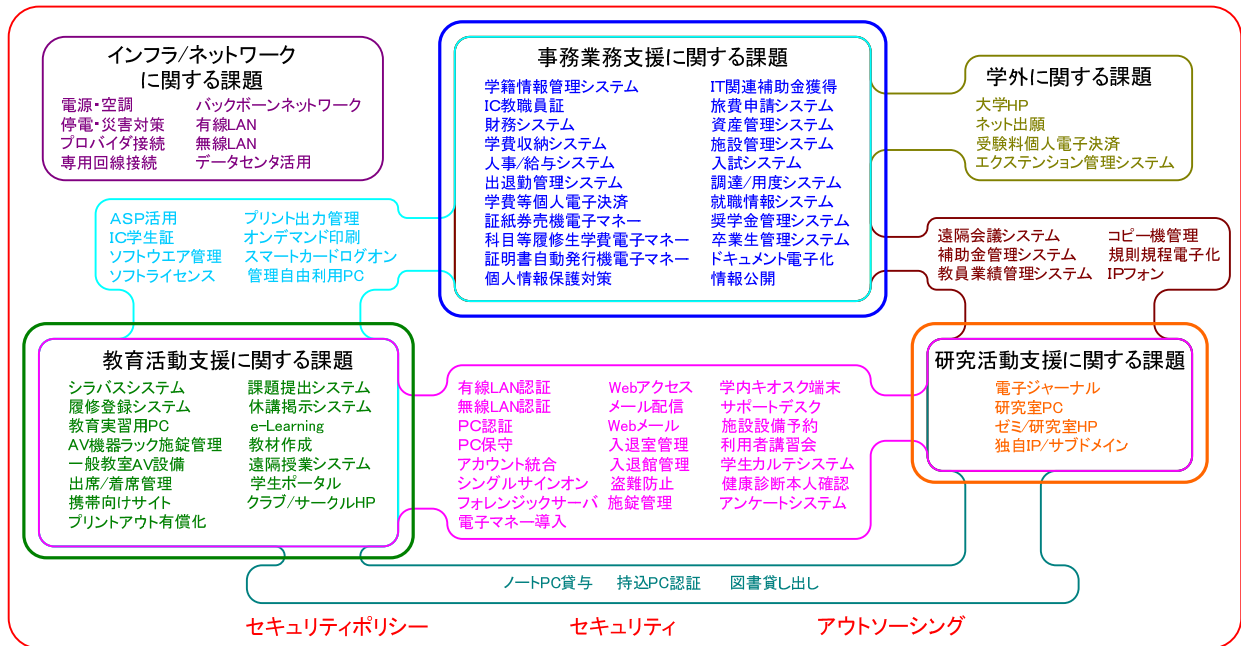 インフラ/ネットワーク
に関する課題
電源・空調 バックボーンネットワーク
停電・災害対策 有線LAN
プロバイダ接続 無線LAN
専用回線接続 データセンタ活用
事務業務支援に関する課題
学籍情報管理システム IT関連補助金獲得
IC教職員証 旅費申請システム
財務システム 資産管理システム
学費収納システム 施設管理システム
人事/給与システム 入試システム
出退勤管理システム 調達/用度システム
学費等個人電子決済 就職情報システム
証紙券売機電子マネー 奨学金管理システム
科目等履修生学費電子マネー 卒業生管理システム
証明書自動発行機電子マネー ドキュメント電子化
個人情報保護対策 情報公開
学外に関する課題
大学HP
ネット出願
受験料個人電子決済
エクステンション管理システム
ASP活用 プリント出力管理
IC学生証 オンデマンド印刷
ソフトウエア管理 スマートカードログオン
ソフトライセンス 管理自由利用PC
遠隔会議システム コピー機管理
補助金管理システム 規則規程電子化
教員業績管理システム IPフォン
教育活動支援に関する課題
シラバスシステム 課題提出システム
履修登録システム 休講掲示システム
教育実習用PC e-Learning
AV機器ラック施錠管理 教材作成
一般教室AV設備 遠隔授業システム
出席/着席管理 学生ポータル
携帯向けサイト クラブ/サークルHP
プリントアウト有償化
有線LAN認証 Webアクセス 学内キオスク端末
無線LAN認証 メール配信 サポートデスク
PC認証 Webメール 施設設備予約
PC保守 入退室管理 利用者講習会
アカウント統合 入退館管理 学生カルテシステム
シングルサインオン 盗難防止 健康診断本人確認
フォレンジックサーバ 施錠管理 アンケートシステム
電子マネー導入
研究活動支援に関する課題
電子ジャーナル
研究室PC
ゼミ/研究室HP
独自IP/サブドメイン
ノートPC貸与 持込PC認証 図書貸し出し
セキュリティポリシー セキュリティ アウトソーシング